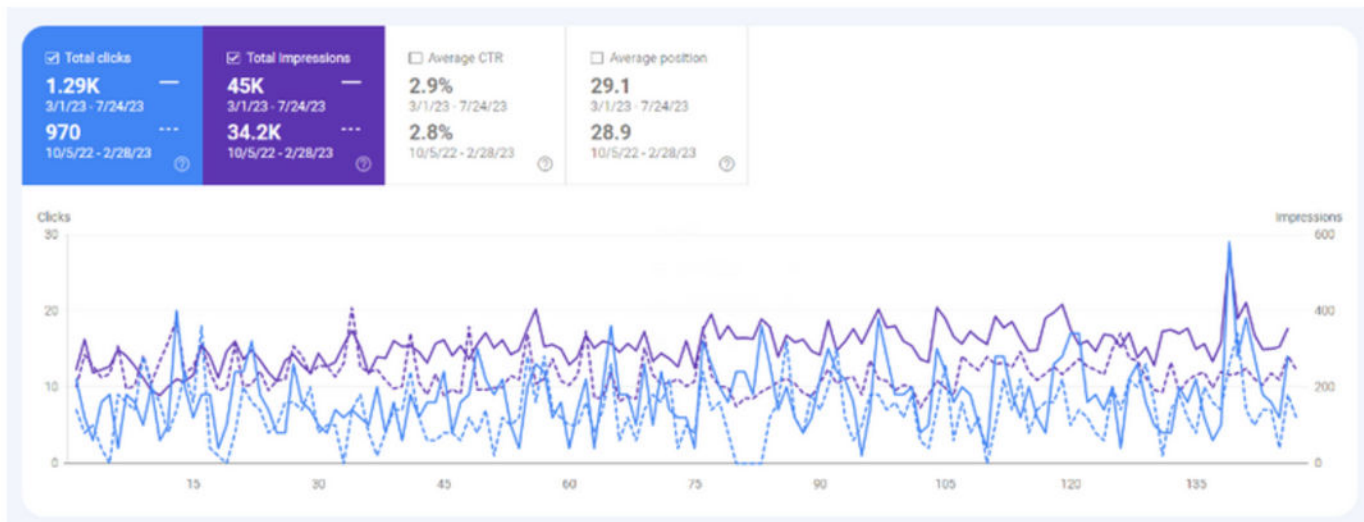 Total clicks
1.29K
3/1/23 - 7/24/23
970
10/5/22 - 2/28/23
Total Impressions
45K
3/1/23 - 7/24/23
34.2K
10/5/22 - 2/28/23
Average CTR
2.9%
3/1/23 - 7/24/23
2.8%
10/5/22 - 2/28/23
Average position
29.1
3/1/23 - 7/24/23
28.9
10/5/22 - 2/28/23
Clicks
Impressions
30
600
20
400
10
200
0
0
15
30
45
60
75
90
105
120
135